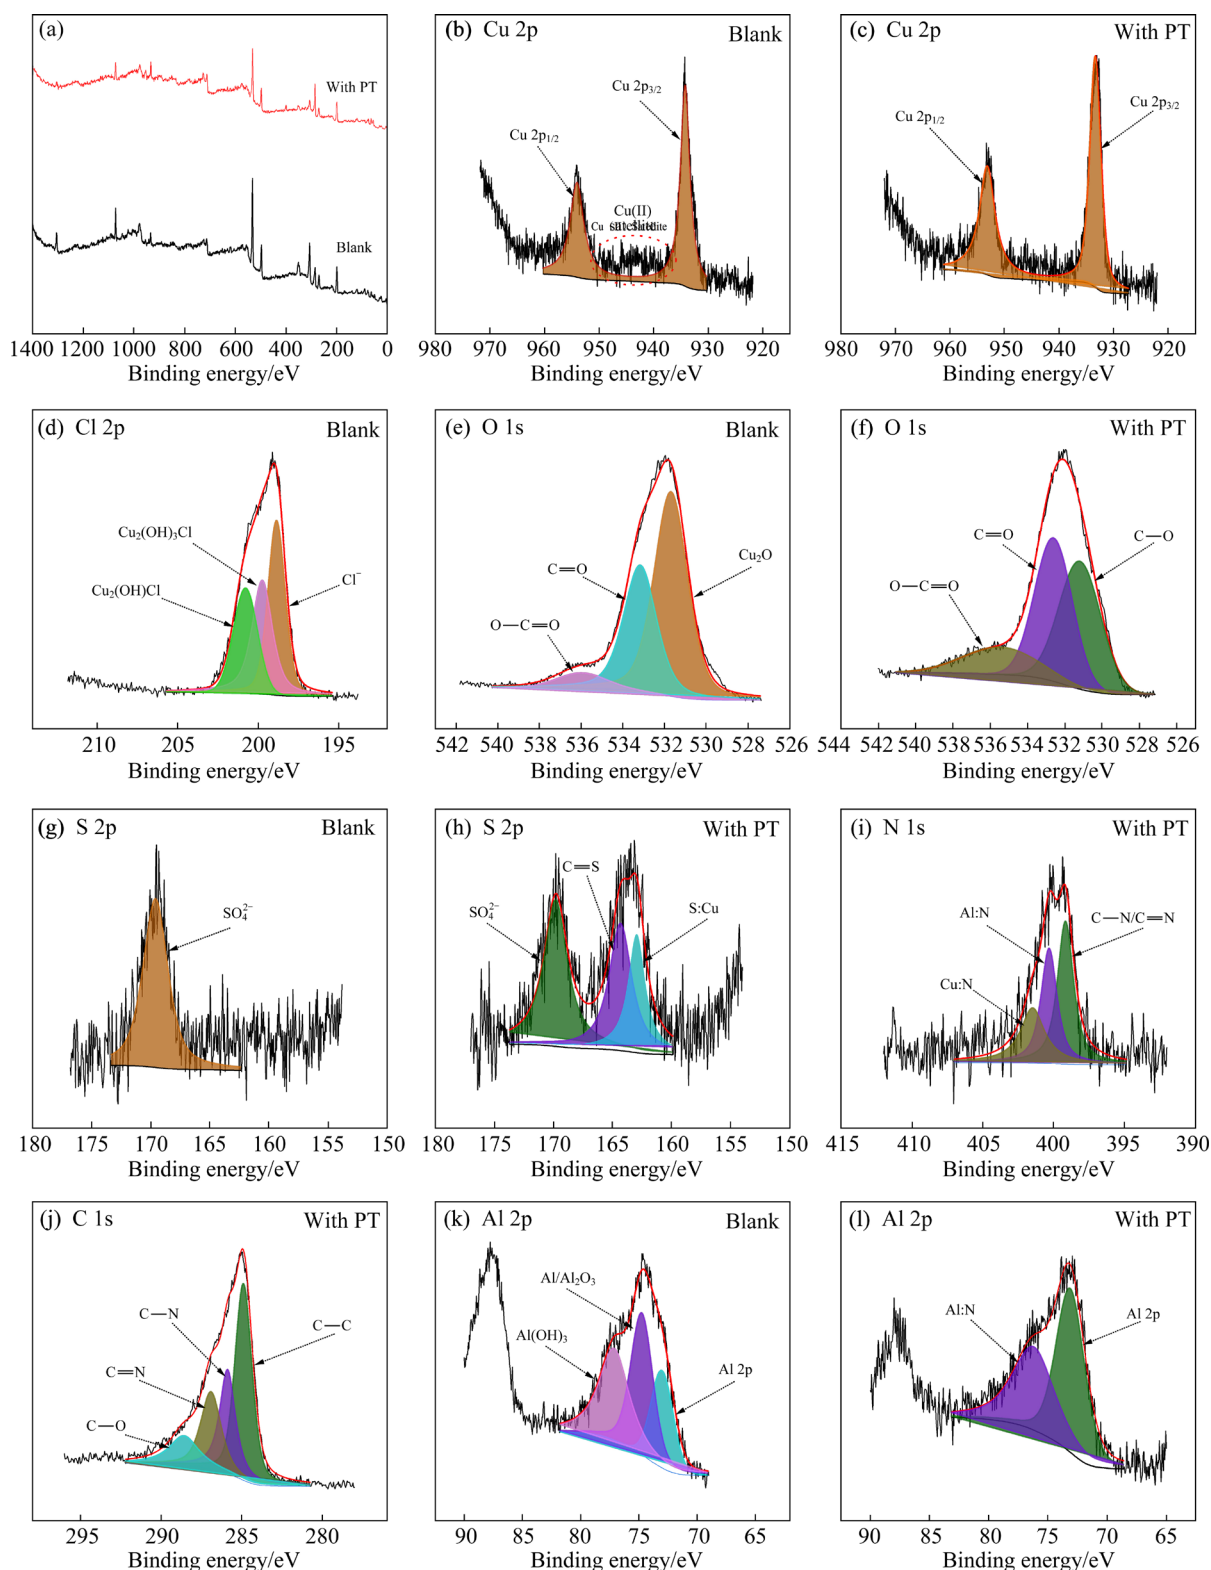 (a)
With PT
Blank
1400 1200 1000 800 600 400 200 0
Binding energy/eV
(b) Cu 2p Blank
Cu 2p3/2
Cu 2p1/2
Cu(II)
satellite
980 970 960 950 940 930 920
Binding energy/eV
(c) Cu 2p With PT
Cu 2p1/2
Cu 2p3/2
980 970 960 950 940 930 920
Binding energy/eV
(d) Cl 2p Blank
Cu2(OH)3Cl
Cu2(OH)Cl
Cl−
210 205 200 195
Binding energy/eV
(e) O 1s Blank
C=O
Cu2O
O—C=O
542 540 536 533 530 528 526
Binding energy/eV
(f) O 1s With PT
C=O
C—O
O—C=O
544 542 540 538 534 530 528 526
Binding energy/eV
(g) S 2p Blank
SO4 2−
180 175 170 165 160 155 150
Binding energy/eV
(h) S 2p With PT
C=S
SO4 2−
S:Cu
180 175 170 165 160 155 150
Binding energy/eV
(i) N 1s With PT
Al:N
C—N/C=N
Cu:N
415 410 405 400 395 390
Binding energy/eV
(j) C 1s With PT
C—N
C—C
C=N
C—O
295 290 285 280
Binding energy/eV
(k) Al 2p Blank
Al/Al2O3
Al(OH)3
Al 2p
90 85 80 75 70 65
Binding energy/eV
(l) Al 2p With PT
Al:N
Al 2p
90 85 80 75 70 65
Binding energy/eV